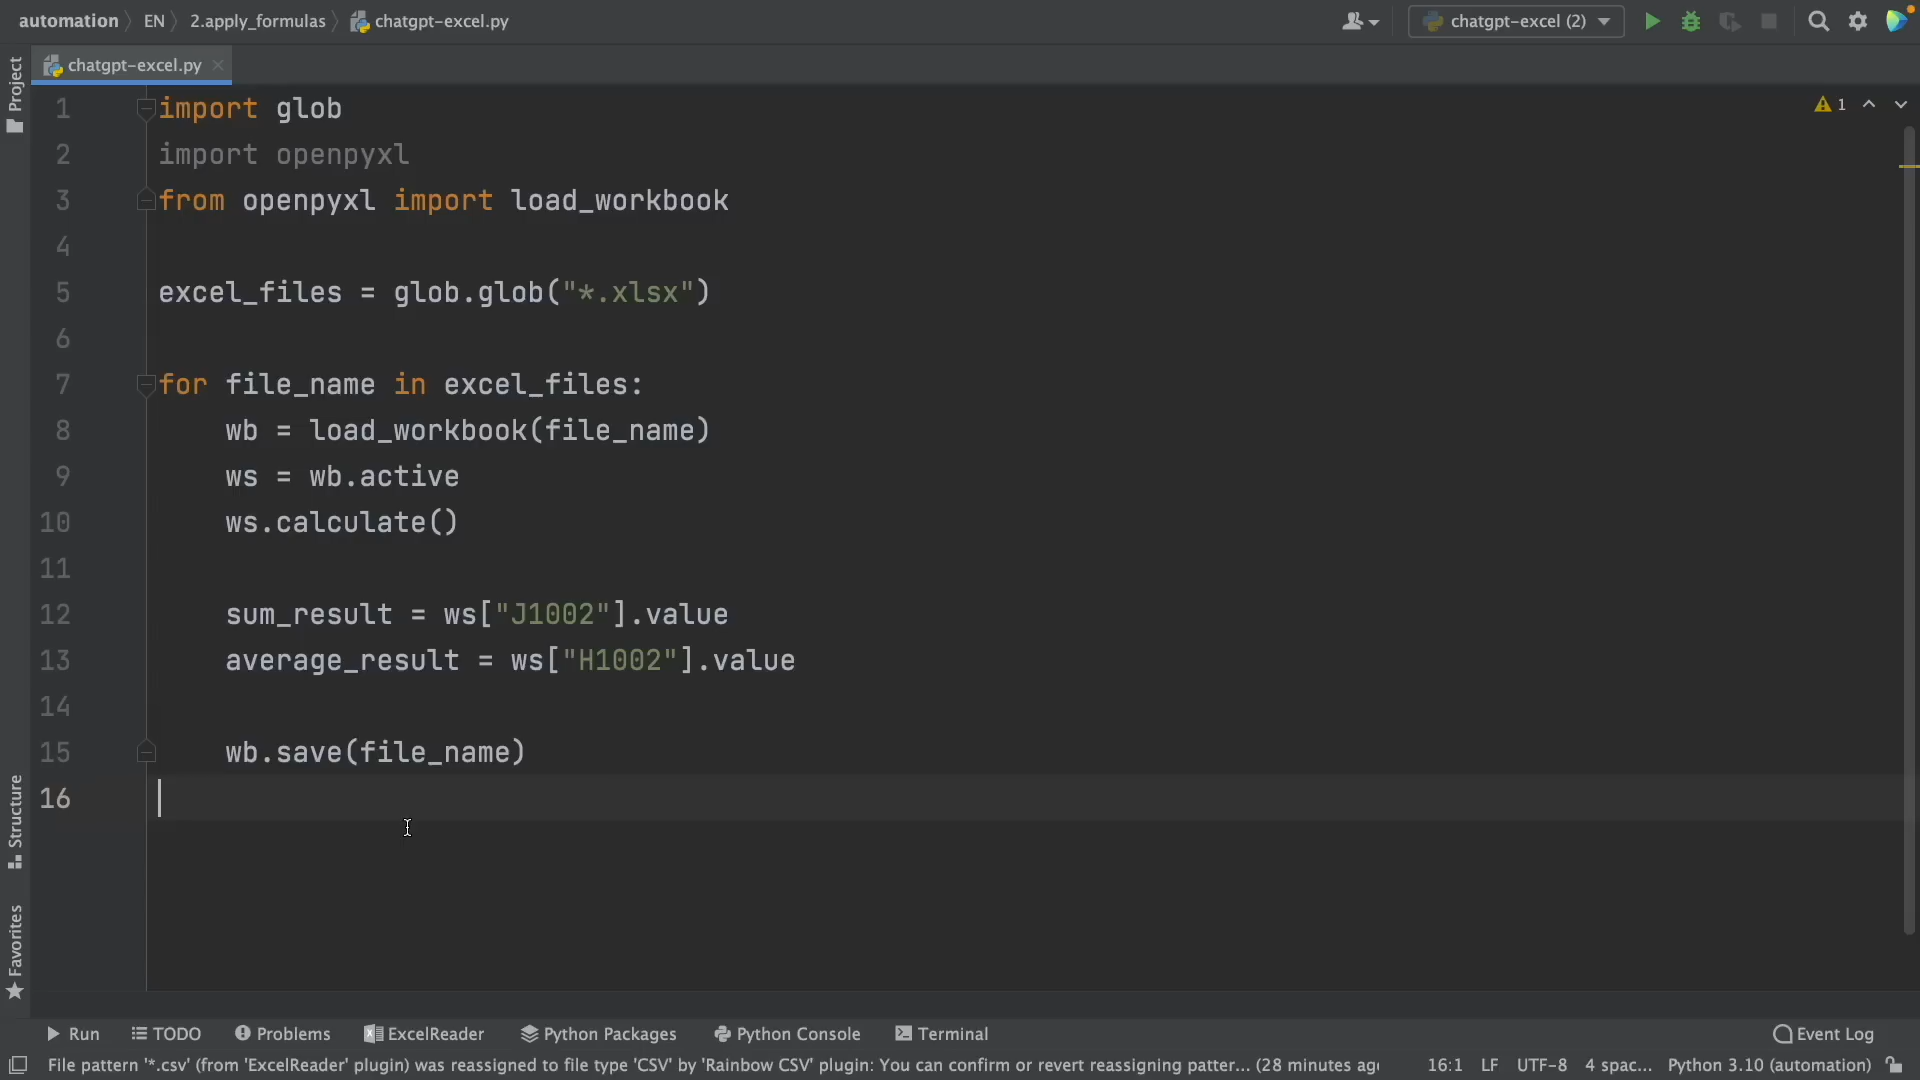 automation EN 2.apply_formulas chatgpt-excel.py chatgpt-excel (2)
chatgpt-excel.py
Project
1 import glob
2 import openpyxl
3 from openpyxl import load_workbook
4
5 excel_files = glob.glob("*.xlsx")
6
7 for file_name in excel_files:
8 wb = load_workbook(file_name)
9 ws = wb.active
10 ws.calculate()
11
12 sum_result = ws["J1002"].value
13 average_result = ws["H1002"].value
14
15 wb.save(file_name)
16
1
Structure
Favorites
Run TODO Problems ExcelReader Python Packages Python Console Terminal Event Log
File pattern '*.csv' (from 'ExcelReader' plugin) was reassigned to file type 'CSV' by 'Rainbow CSV' plugin: You can confirm or revert reassigning patter... (28 minutes ago 16:1 LF UTF-8 4 spac... Python 3.10 (automation)